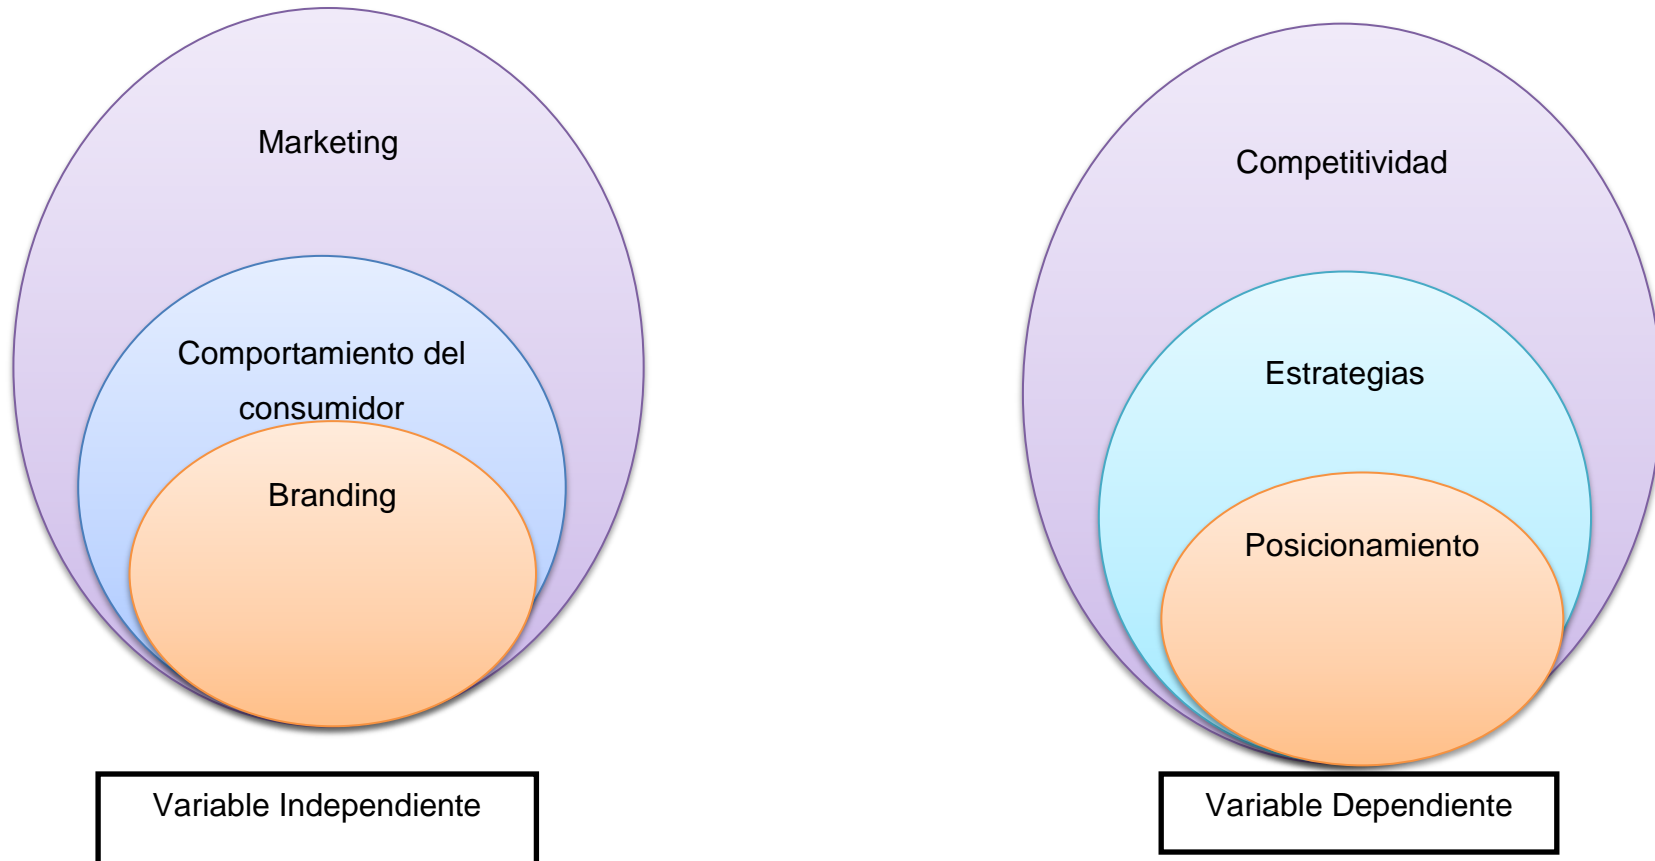 Marketing
Comportamiento del
consumidor
Branding
Variable Independiente
Competitividad
Estrategias
Posicionamiento
Variable Dependiente